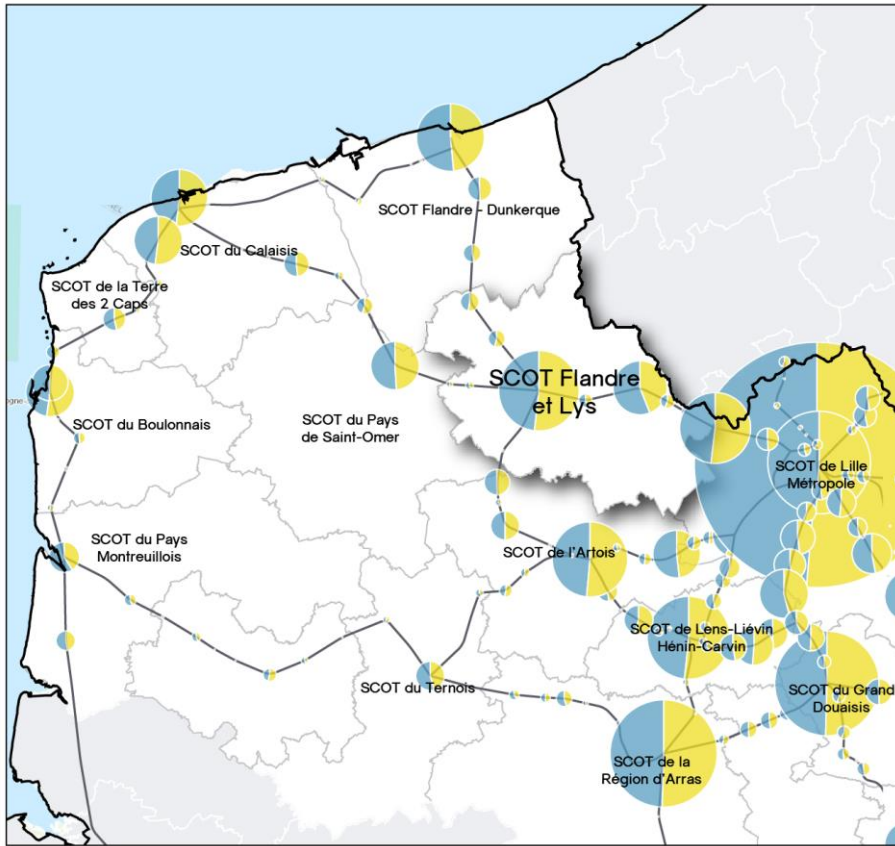 SCOT Flandre - Dunkerque
SCOT du Calaisis
SCOT de la Terre
des 2 Caps
SCOT Flandre
et Lys
SCOT du Boulonnais
SCOT du Pays
de Saint-Omer
SCOT de Lille
Métropole
SCOT du Pays
Montreuillois
SCOT de l'Artois
SCOT de Lens-Liévin
Hénin-Carvin
SCOT du Ternois
SCOT du Grand
Douaisis
SCOT de la
Région d'Arras